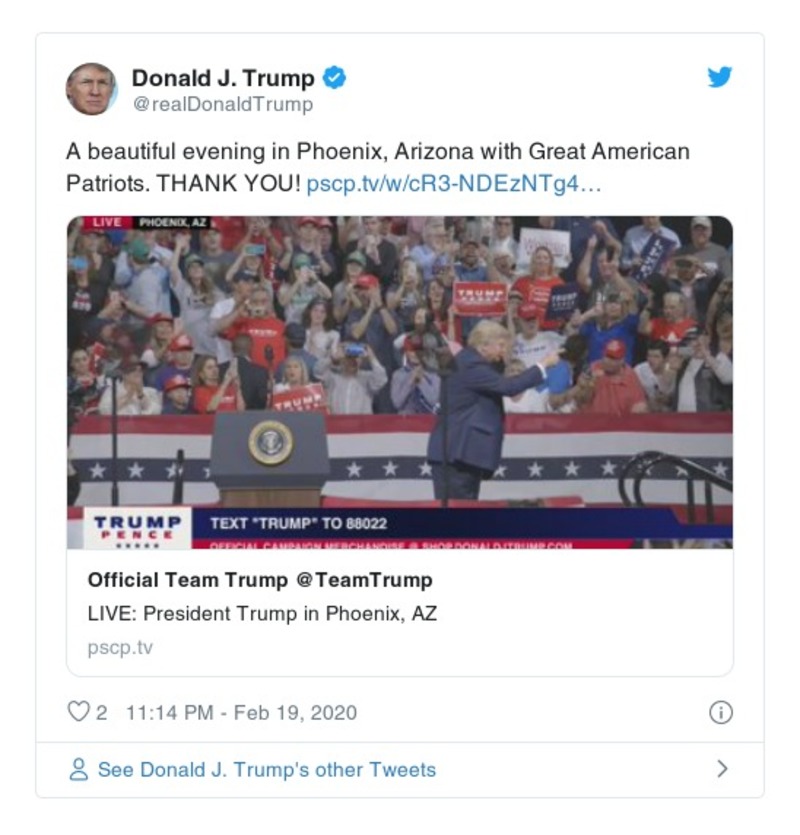 Donald J. Trump
@realDonaldTrump
A beautiful evening in Phoenix, Arizona with Great American
Patriots. THANK YOU! pscp.tv/w/cR3-NDEzNTg4…
LIVE PHOENIX, AZ
TRUMP
TRUMP
TRUMP
TRUMP
PENCE
TEXT "TRUMP" TO 88022
OFFICIAL CAMPAIGN MERCHANDISE @ SHOP.DONALDJTRUMP.COM
Official Team Trump @TeamTrump
LIVE: President Trump in Phoenix, AZ
pscp.tv
2 11:14 PM - Feb 19, 2020
See Donald J. Trump's other Tweets